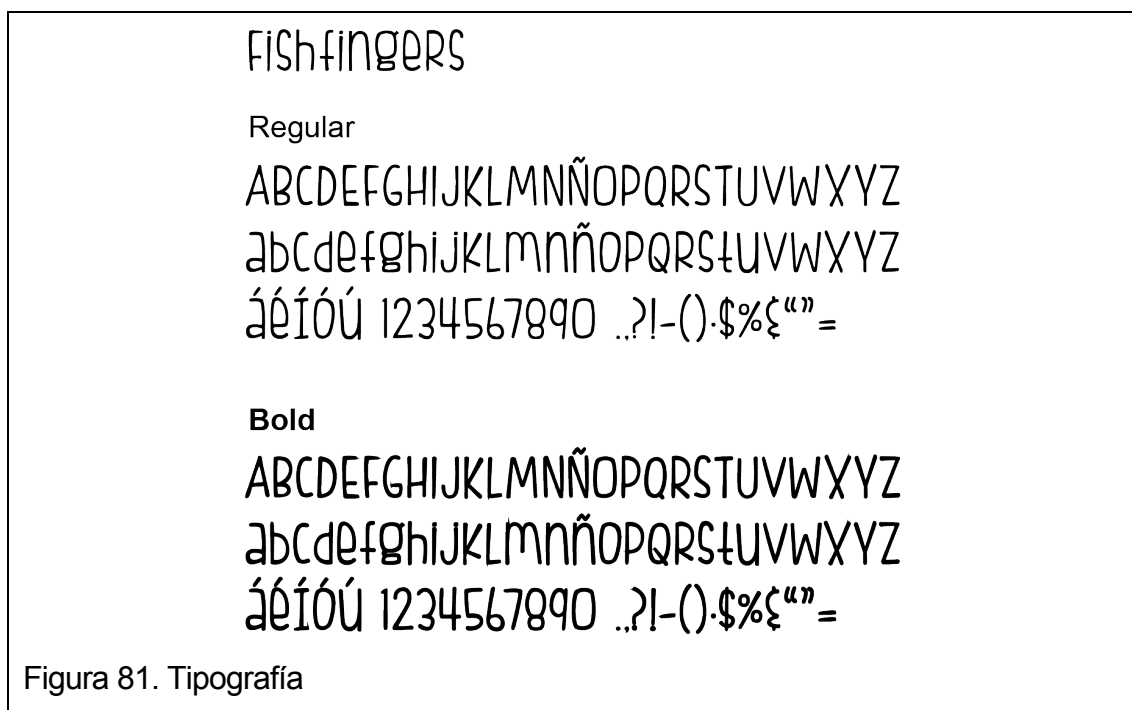 Fishfingers
Regular
ABCDEFGHIJKLMNÑOPQRSTUVWXYZ
abcdefghijklmnñopqrstuvwxyz
áéíóú 1234567890 .,?!-()·$%&“”=
Bold
ABCDEFGHIJKLMNÑOPQRSTUVWXYZ
abcdefghijklmnñopqrstuvwxyz
áéíóú 1234567890 .,?!-()·$%&“”=
Figura 81. Tipografía